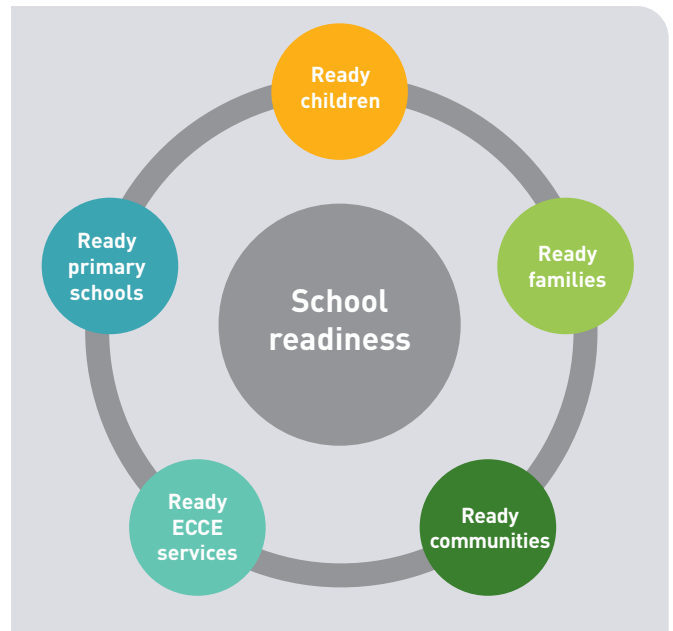 Ready
children
Ready
families
Ready
communities
Ready
ECCE
services
Ready
primary
schools
School
readiness